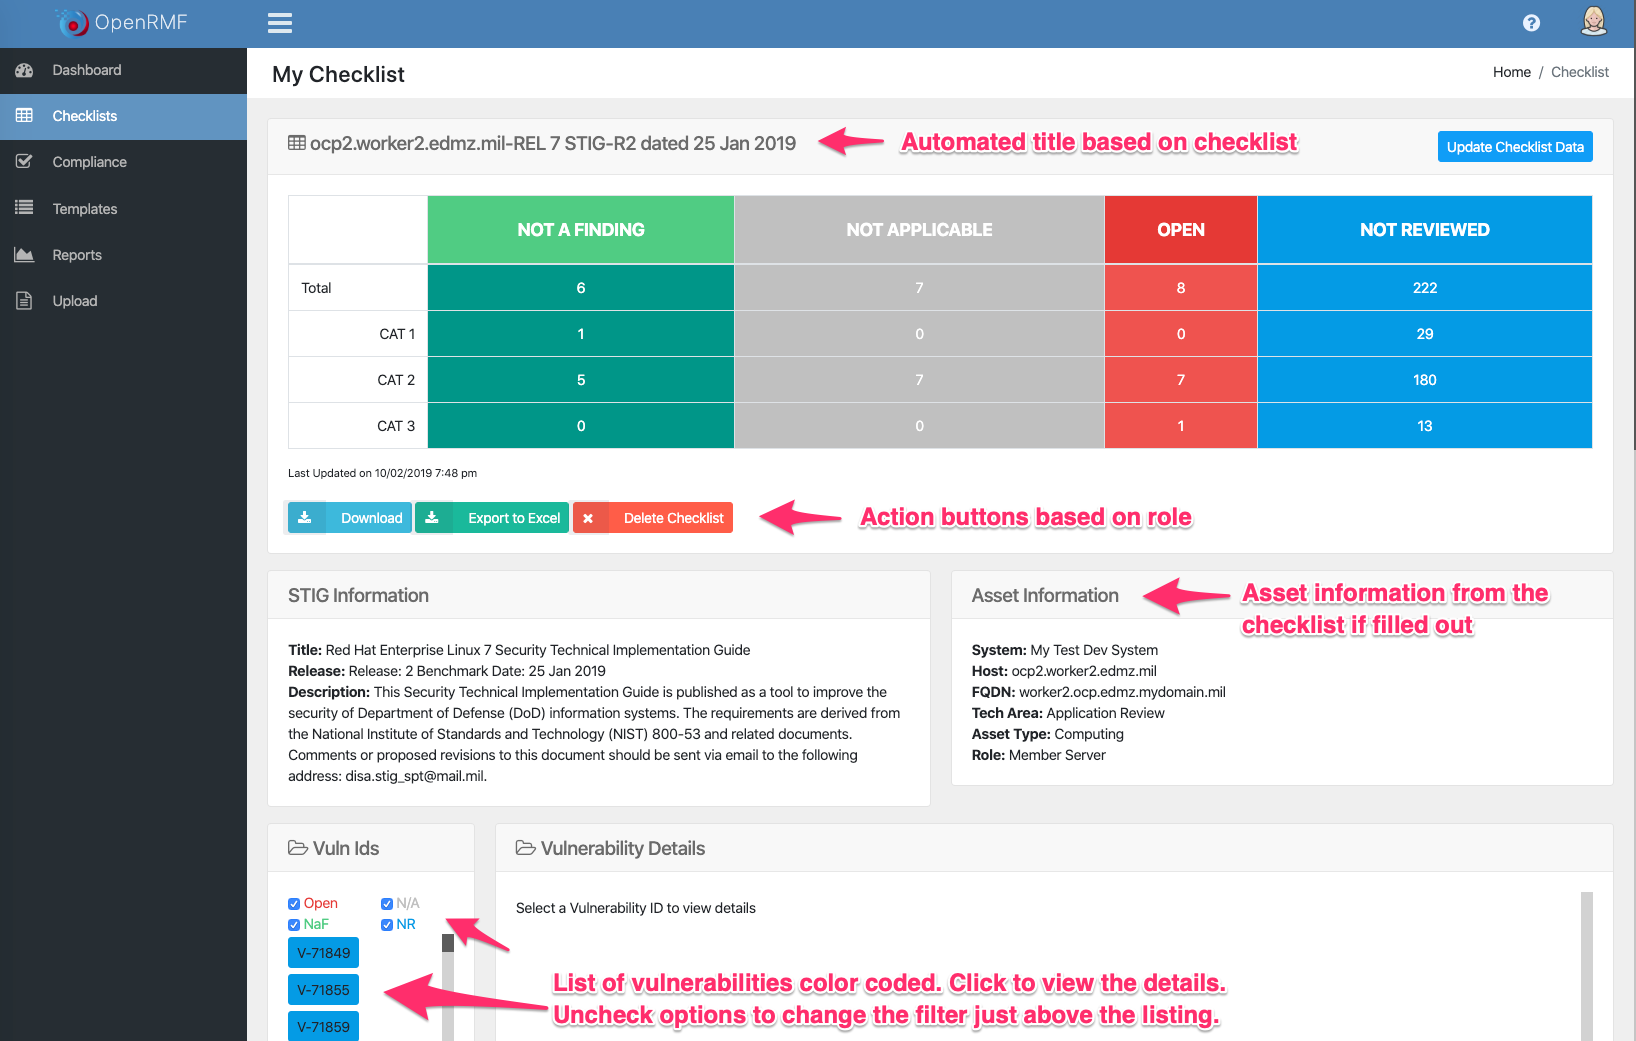 OpenRMF
Dashboard
Checklists
Compliance
Templates
Reports
Upload
My Checklist
Home / Checklist
ocp2.worker2.edmz.mil-REL 7 STIG-R2 dated 25 Jan 2019
Automated title based on checklist
Update Checklist Data
NOT A FINDING NOT APPLICABLE OPEN NOT REVIEWED
Total 6 7 8 222
CAT 1 1 0 0 29
CAT 2 5 7 7 180
CAT 3 0 0 1 13
Last Updated on 10/02/2019 7:48 pm
Download Export to Excel Delete Checklist
Action buttons based on role
STIG Information
Title: Red Hat Enterprise Linux 7 Security Technical Implementation Guide
Release: Release: 2 Benchmark Date: 25 Jan 2019
Description: This Security Technical Implementation Guide is published as a tool to improve the
security of Department of Defense (DoD) information systems. The requirements are derived from
the National Institute of Standards and Technology (NIST) 800-53 and related documents.
Comments or proposed revisions to this document should be sent via email to the following
address: disa.stig_spt@mail.mil.
Asset Information
Asset information from the
checklist if filled out
System: My Test Dev System
Host: ocp2.worker2.edmz.mil
FQDN: worker2.ocp.edmz.mydomain.mil
Tech Area: Application Review
Asset Type: Computing
Role: Member Server
Vuln Ids
Open N/A
NaF NR
V-71849
V-71855
V-71859
Vulnerability Details
Select a Vulnerability ID to view details
List of vulnerabilities color coded. Click to view the details.
Uncheck options to change the filter just above the listing.